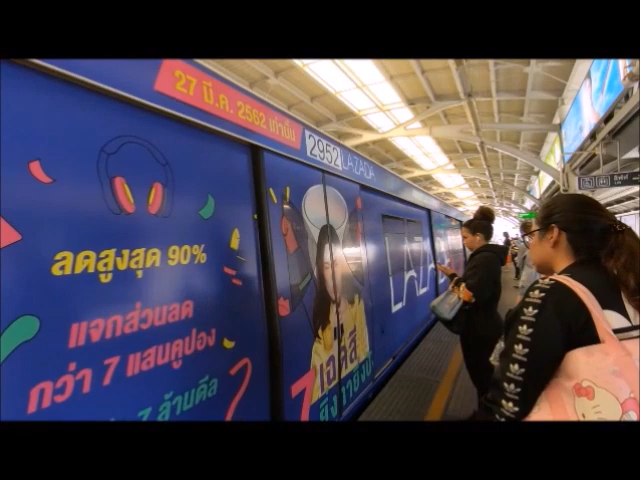 27 มี.ค. 2562 เท่านั้น
2952
LAZADA
ลดสูงสุด 90%
แจกส่วนลด
กว่า 7 แสนคูปอง
7 ล้านดีล
LAZA
7